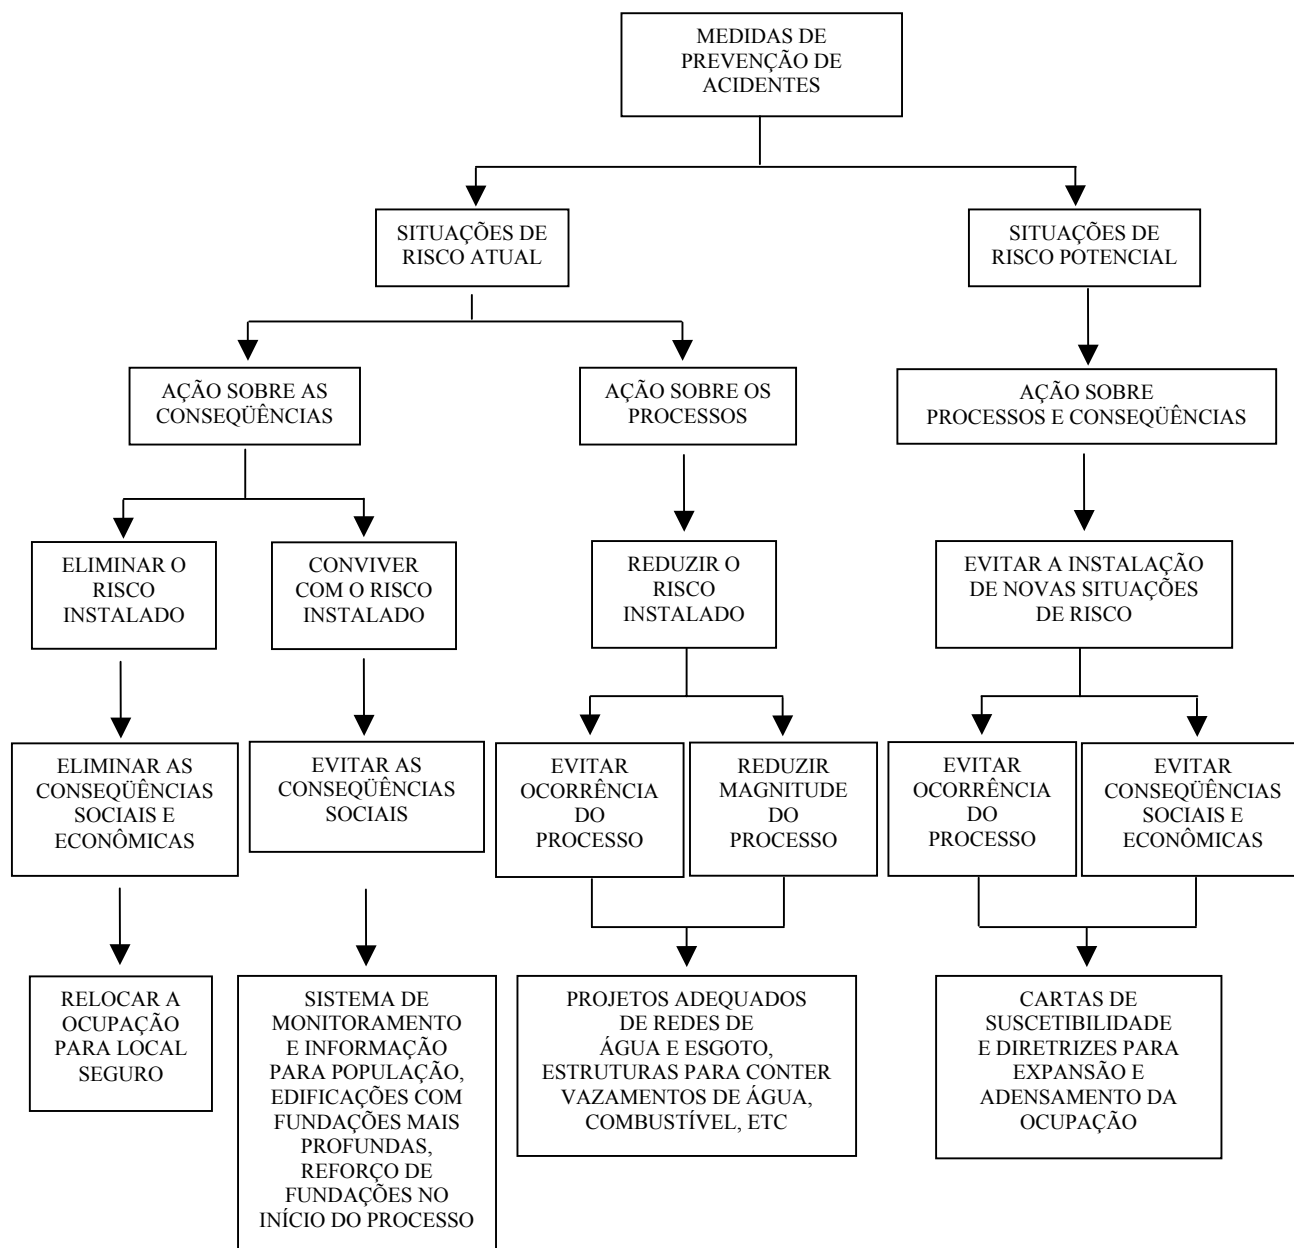 MEDIDAS DE
PREVENÇÃO DE
ACIDENTES
SITUAÇÕES DE
RISCO ATUAL
SITUAÇÕES DE
RISCO POTENCIAL
AÇÃO SOBRE AS
CONSEQÜÊNCIAS
AÇÃO SOBRE OS
PROCESSOS
AÇÃO SOBRE
PROCESSOS E CONSEQÜÊNCIAS
ELIMINAR O
RISCO
INSTALADO
CONVIVER
COM O RISCO
INSTALADO
REDUZIR O
RISCO
INSTALADO
EVITAR A INSTALAÇÃO
DE NOVAS SITUAÇÕES
DE RISCO
ELIMINAR AS
CONSEQÜÊNCIAS
SOCIAIS E
ECONÔMICAS
EVITAR AS
CONSEQÜÊNCIAS
SOCIAIS
EVITAR
OCORRÊNCIA
DO
PROCESSO
REDUZIR
MAGNITUDE
DO
PROCESSO
EVITAR
OCORRÊNCIA
DO
PROCESSO
EVITAR
CONSEQÜÊNCIAS
SOCIAIS E
ECONÔMICAS
RELOCAR A
OCUPAÇÃO
PARA LOCAL
SEGURO
SISTEMA DE
MONITORAMENTO
E INFORMAÇÃO
PARA POPULAÇÃO,
EDIFICAÇÕES COM
FUNDAÇÕES MAIS
PROFUNDAS,
REFORÇO DE
FUNDAÇÕES NO
INÍCIO DO PROCESSO
PROJETOS ADEQUADOS
DE REDES DE
ÁGUA E ESGOTO,
ESTRUTURAS PARA CONTER
VAZAMENTOS DE ÁGUA,
COMBUSTÍVEL, ETC
CARTAS DE
SUSCETIBILIDADE
E DIRETRIZES PARA
EXPANSÃO E
ADENSAMENTO DA
OCUPAÇÃO